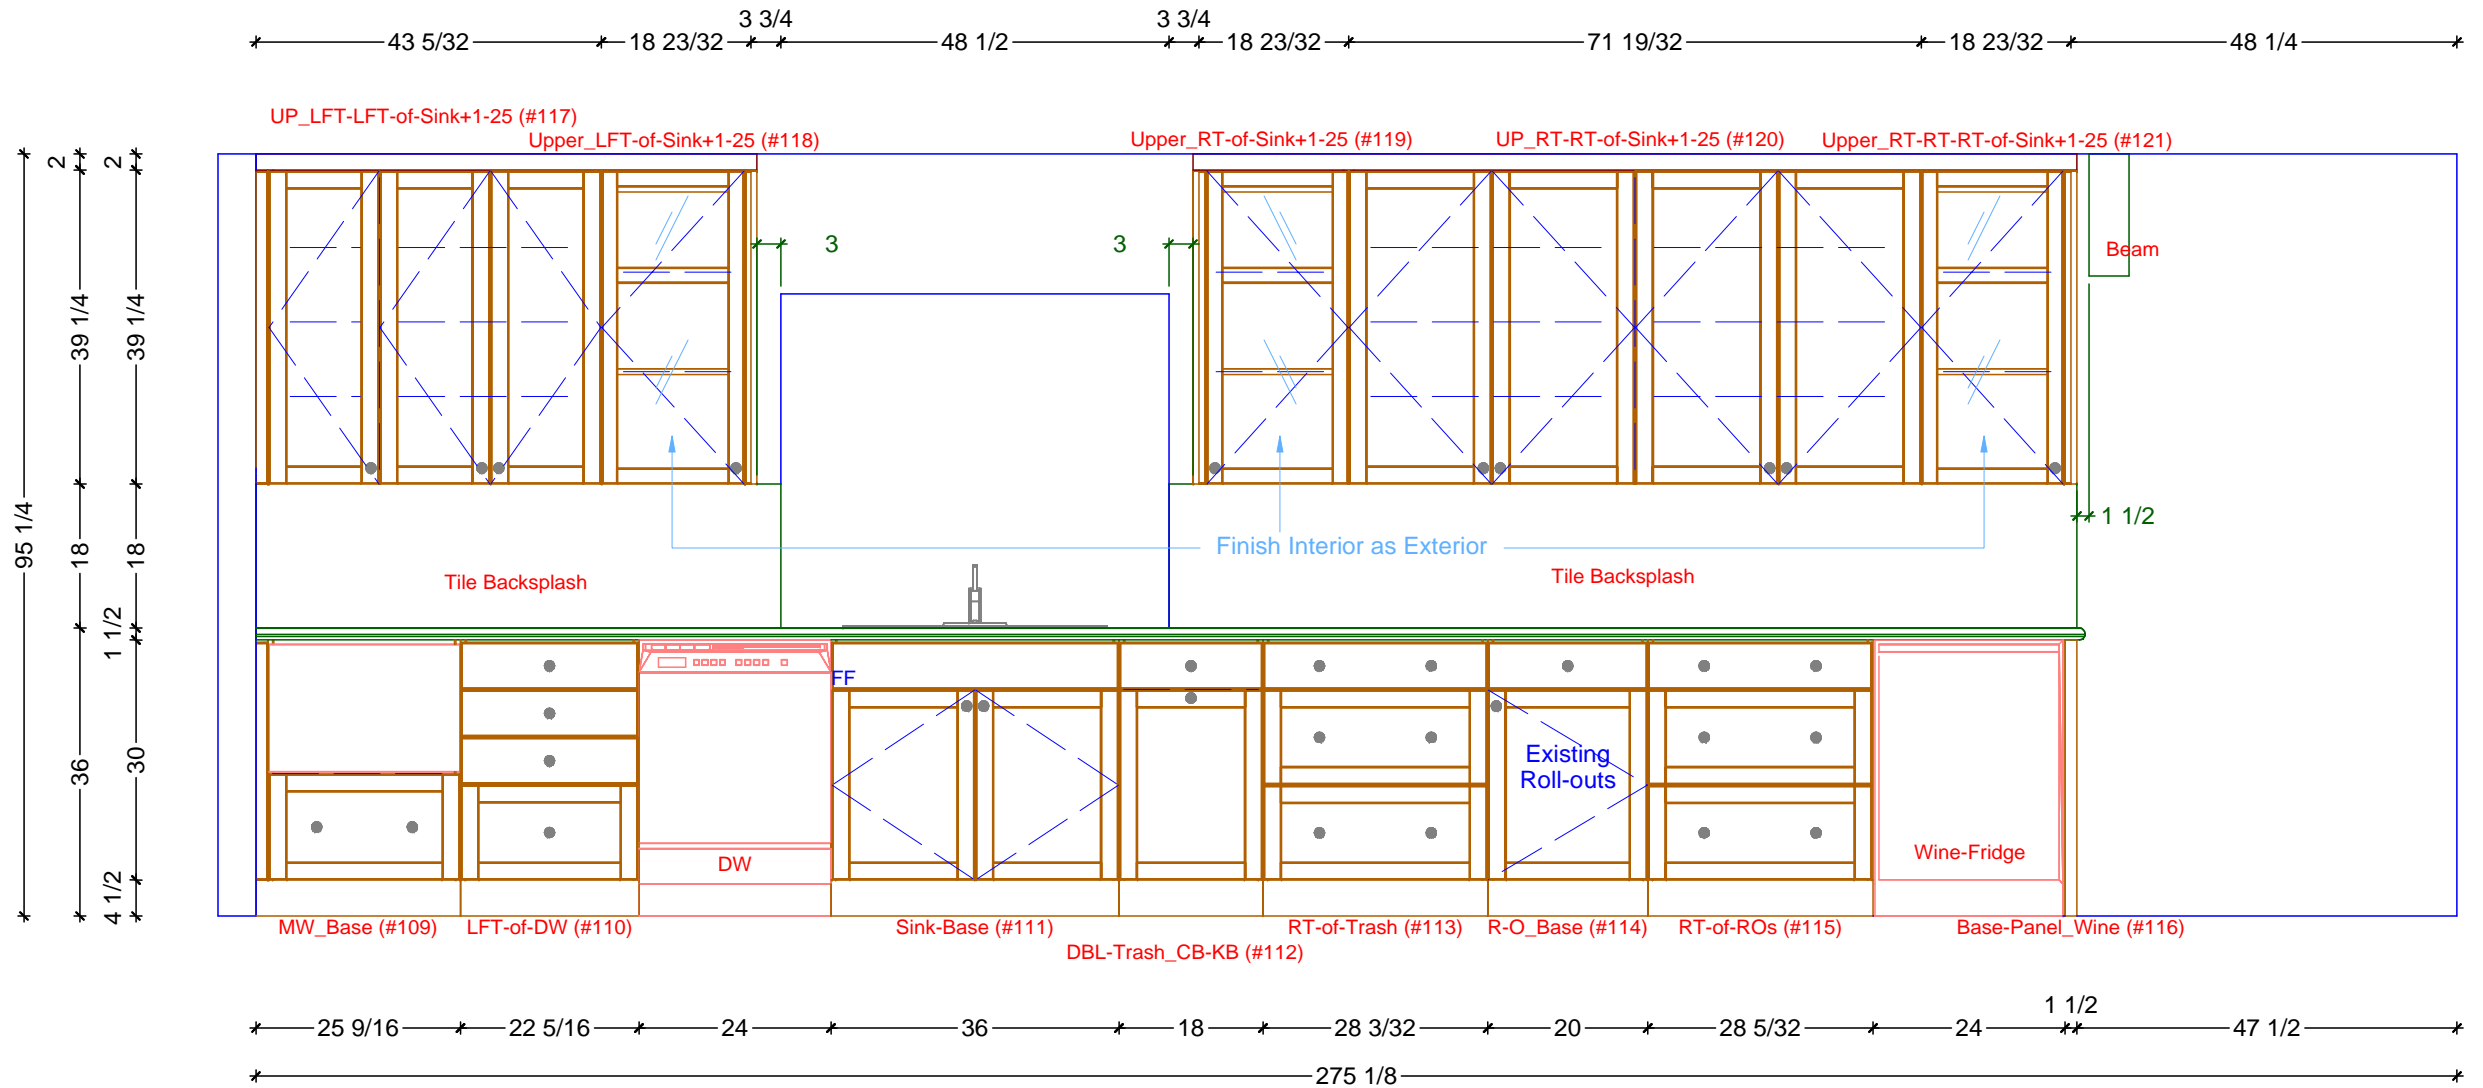 3 3/4
3 3/4
43 5/32
18 23/32
48 1/2
18 23/32
71 19/32
18 23/32
48 1/4
UP_LFT-LFT-of-Sink+1-25 (#117)
Upper_LFT-of-Sink+1-25 (#118)
Upper_RT-of-Sink+1-25 (#119)
UP_RT-RT-of-Sink+1-25 (#120)
Upper_RT-RT-RT-of-Sink+1-25 (#121)
2
2
3
3
Beam
39 1/4
39 1/4
95 1/4
18
18
1 1/2
Finish Interior as Exterior
Tile Backsplash
Tile Backsplash
1 1/2
FF
36
30
Existing
Roll-outs
DW
Wine-Fridge
4 1/2
MW_Base (#109)
LFT-of-DW (#110)
Sink-Base (#111)
DBL-Trash_CB-KB (#112)
RT-of-Trash (#113)
R-O_Base (#114)
RT-of-ROs (#115)
Base-Panel_Wine (#116)
1 1/2
25 9/16
22 5/16
24
36
18
28 3/32
20
28 5/32
24
47 1/2
275 1/8